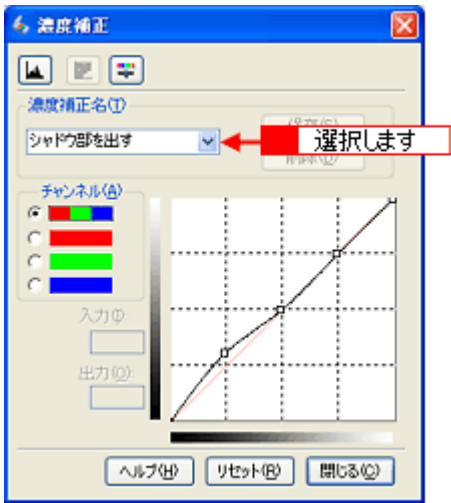 濃度補正
濃度補正名(T)
シャドウ部を出す
選択します
チャンネル(A)
入力(I):
出力(O):
ヘルプ(H)
リセット(R)
閉じる(C)